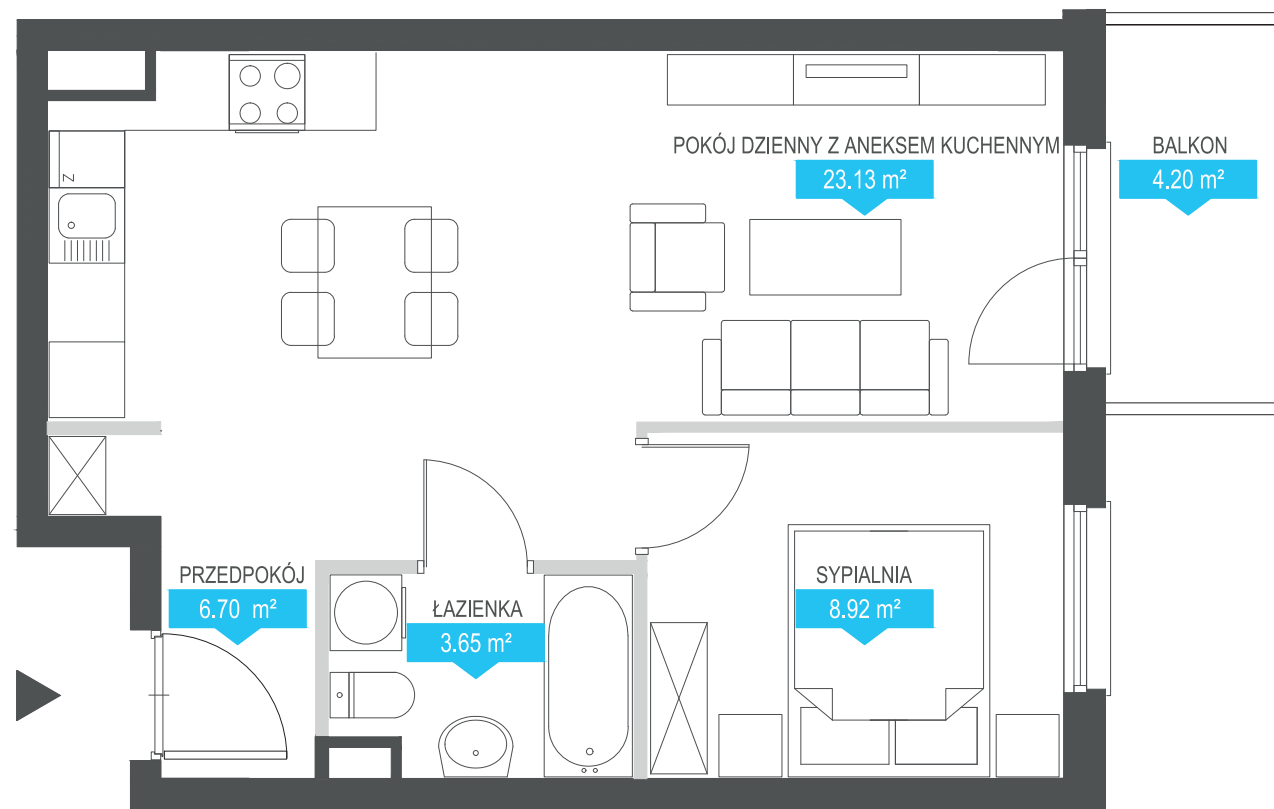 POKÓJ DZIENNY Z ANEKSEM KUCHENNYM
23.13 m²
BALKON
4.20 m²
Z
PRZEDPOKÓJ
6.70 m²
ŁAZIENKA
3.65 m²
SYPIALNIA
8.92 m²